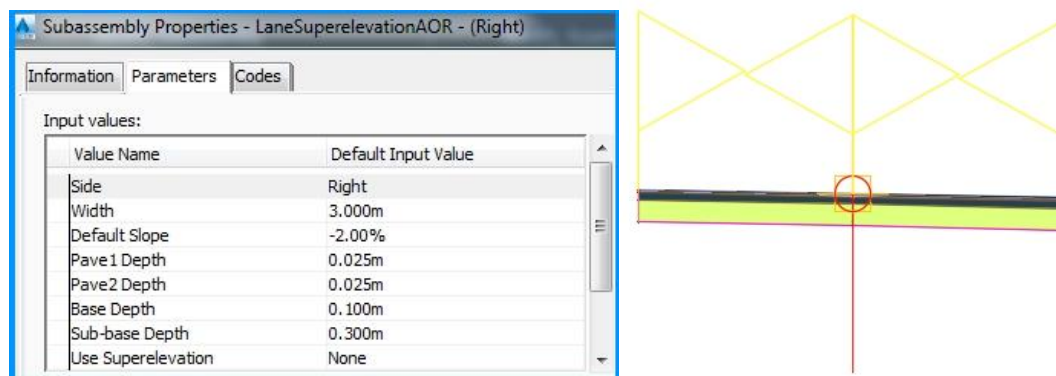 Subassembly Properties - LaneSuperelevationAOR - (Right)
Information Parameters Codes
Input values:
Value Name Default Input Value
Side Right
Width 3.000m
Default Slope -2.00%
Pave1 Depth 0.025m
Pave2 Depth 0.025m
Base Depth 0.100m
Sub-base Depth 0.300m
Use Superelevation None